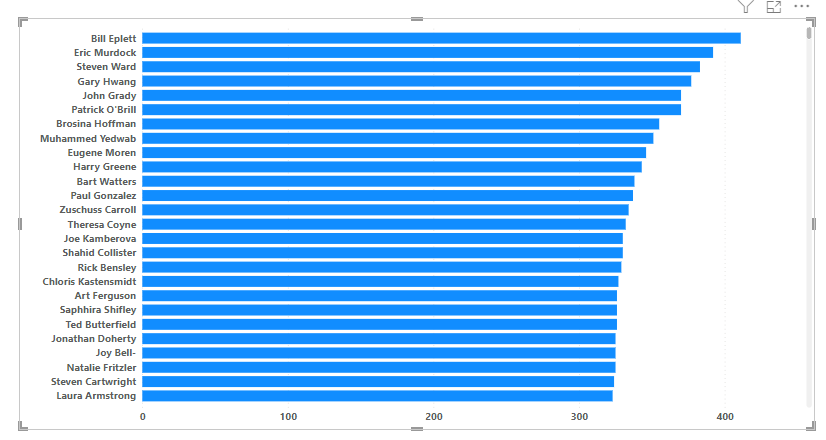 Bill Eplett
Eric Murdock
Steven Ward
Gary Hwang
John Grady
Patrick O'Brill
Brosina Hoffman
Muhammed Yedwab
Eugene Moren
Harry Greene
Bart Watters
Paul Gonzalez
Zuschuss Carroll
Theresa Coyne
Joe Kamberova
Shahid Collister
Rick Bensley
Chloris Kastensmidt
Art Ferguson
Saphhira Shifley
Ted Butterfield
Jonathan Doherty
Joy Bell-
Natalie Fritzler
Steven Cartwright
Laura Armstrong
0 100 200 300 400